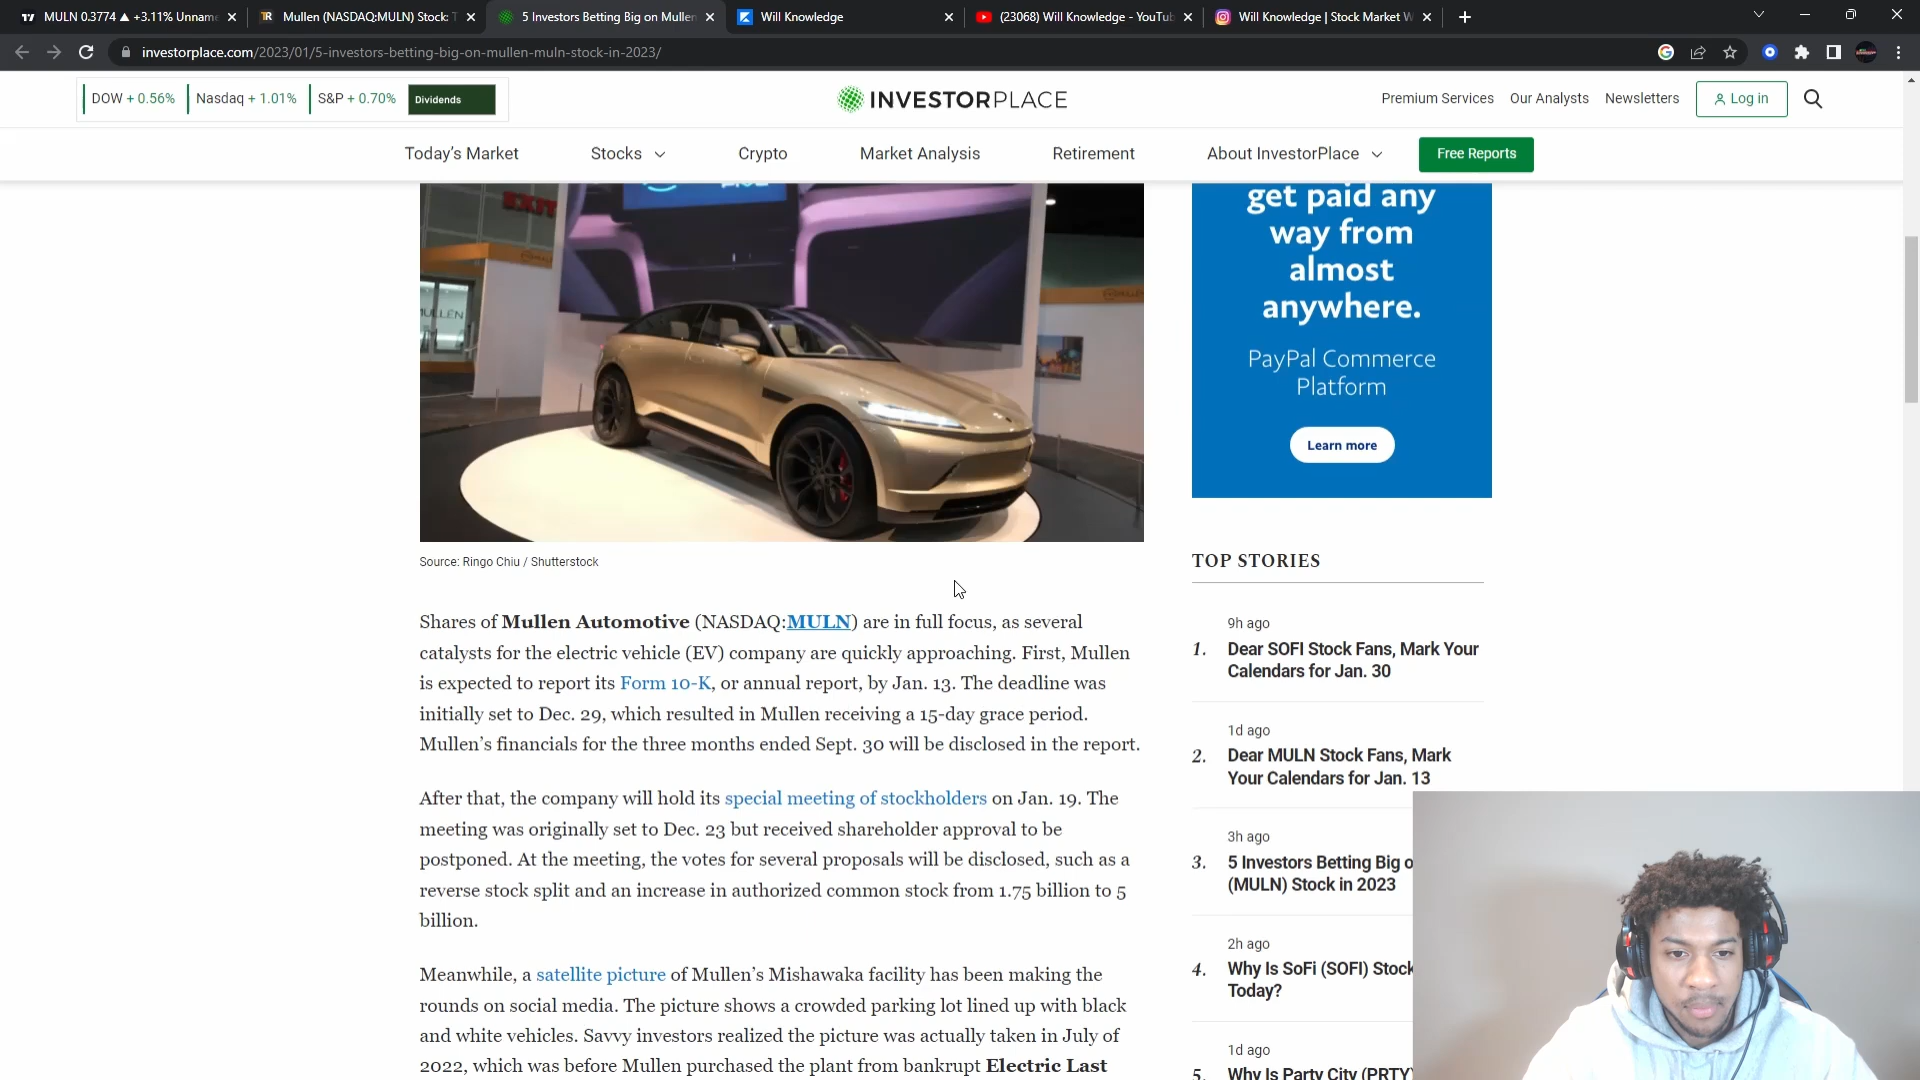 MULN 0.3774 ▲ +3.11% Unname
Mullen (NASDAQ:MULN) Stock: T
5 Investors Betting Big on Mullen
Will Knowledge
(23068) Will Knowledge - YouTub
Will Knowledge | Stock Market W
investorplace.com/2023/01/5-investors-betting-big-on-mullen-muln-stock-in-2023/
DOW + 0.56%
Nasdaq + 1.01%
S&P + 0.70%
Dividends
INVESTORPLACE
Premium Services
Our Analysts
Newsletters
Log in
Today's Market
Stocks
Crypto
Market Analysis
Retirement
About InvestorPlace
Free Reports
EXIT
MULLEN
get paid any
way from
almost
anywhere.
PayPal Commerce
Platform
Learn more
Source: Ringo Chiu / Shutterstock
Shares of Mullen Automotive (NASDAQ:MULN) are in full focus, as several
catalysts for the electric vehicle (EV) company are quickly approaching. First, Mullen
is expected to report its Form 10-K, or annual report, by Jan. 13. The deadline was
initially set to Dec. 29, which resulted in Mullen receiving a 15-day grace period.
Mullen's financials for the three months ended Sept. 30 will be disclosed in the report.
After that, the company will hold its special meeting of stockholders on Jan. 19. The
meeting was originally set to Dec. 23 but received shareholder approval to be
postponed. At the meeting, the votes for several proposals will be disclosed, such as a
reverse stock split and an increase in authorized common stock from 1.75 billion to 5
billion.
Meanwhile, a satellite picture of Mullen's Mishawaka facility has been making the
rounds on social media. The picture shows a crowded parking lot lined up with black
and white vehicles. Savvy investors realized the picture was actually taken in July of
2022, which was before Mullen purchased the plant from bankrupt Electric Last
TOP STORIES
9h ago
1. Dear SOFI Stock Fans, Mark Your
Calendars for Jan. 30
1d ago
2. Dear MULN Stock Fans, Mark
Your Calendars for Jan. 13
3h ago
3. 5 Investors Betting Big o
(MULN) Stock in 2023
2h ago
4. Why Is SoFi (SOFI) Stock
Today?
1d ago
5. Why Is Party City (PRTY)